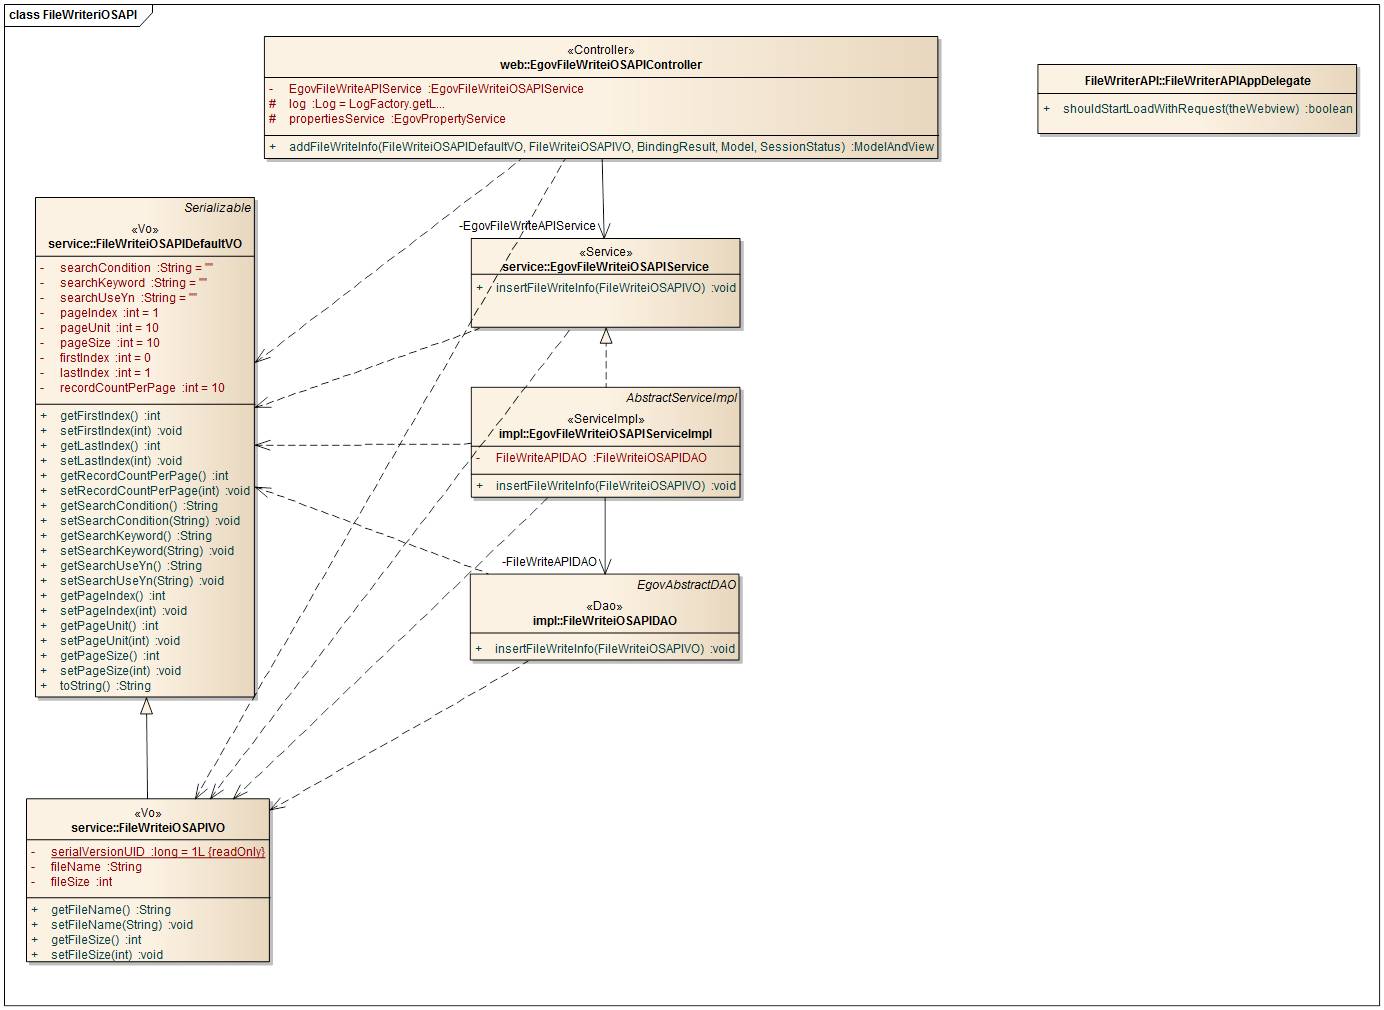 class FileWriteriOSAPI
«Controller»
web::EgovFileWriteiOSAPIController
- EgovFileWriteAPIService :EgovFileWriteiOSAPIService
# log :Log = LogFactory.getL...
# propertiesService :EgovPropertyService
+ addFileWriteInfo(FileWriteiOSAPIDefaultVO, FileWriteiOSAPIVO, BindingResult, Model, SessionStatus) :ModelAndView
FileWriterAPI::FileWriterAPIAppDelegate
+ shouldStartLoadWithRequest(theWebview) :boolean
Serializable
«Vo»
service::FileWriteiOSAPIDefaultVO
- searchCondition :String = ""
- searchKeyword :String = ""
- searchUseYn :String = ""
- pageIndex :int = 1
- pageUnit :int = 10
- pageSize :int = 10
- firstIndex :int = 0
- lastIndex :int = 1
- recordCountPerPage :int = 10
+ getFirstIndex() :int
+ setFirstIndex(int) :void
+ getLastIndex() :int
+ setLastIndex(int) :void
+ getRecordCountPerPage() :int
+ setRecordCountPerPage(int) :void
+ getSearchCondition() :String
+ setSearchCondition(String) :void
+ getSearchKeyword() :String
+ setSearchKeyword(String) :void
+ getSearchUseYn() :String
+ setSearchUseYn(String) :void
+ getPageIndex() :int
+ setPageIndex(int) :void
+ getPageUnit() :int
+ setPageUnit(int) :void
+ getPageSize() :int
+ setPageSize(int) :void
+ toString() :String
-EgovFileWriteAPIService
«Service»
service::EgovFileWriteiOSAPIService
+ insertFileWriteInfo(FileWriteiOSAPIVO) :void
AbstractServiceImpl
«ServiceImpl»
impl::EgovFileWriteiOSAPIServiceImpl
- FileWriteAPIDAO :FileWriteiOSAPIDAO
+ insertFileWriteInfo(FileWriteiOSAPIVO) :void
-FileWriteAPIDAO
EgovAbstractDAO
«Dao»
impl::FileWriteiOSAPIDAO
+ insertFileWriteInfo(FileWriteiOSAPIVO) :void
«Vo»
service::FileWriteiOSAPIVO
- serialVersionUID :long = 1L {readOnly}
- fileName :String
- fileSize :int
+ getFileName() :String
+ setFileName(String) :void
+ getFileSize() :int
+ setFileSize(int) :void